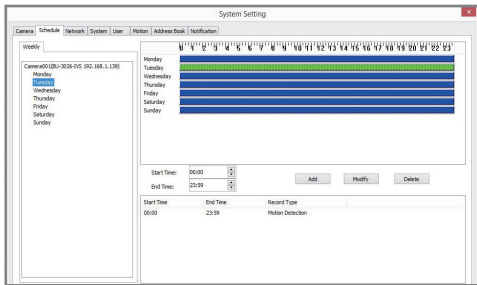 System Setting
Camera Schedule Network System User Motion Address Book Notification
Weekly
0 1 2 3 4 5 6 7 8 9 10 11 12 13 14 15 16 17 18 19 20 21 22 23
Camera001(BU-3026-IVS 192.168.1.139)
Monday
Tuesday
Wednesday
Thursday
Friday
Saturday
Sunday
Monday
Tuesday
Wednesday
Thursday
Friday
Saturday
Sunday
Start Time: 00:00
End Time: 23:59
Add Modify Delete
Start Time End Time Record Type
00:00 23:59 Motion Detection